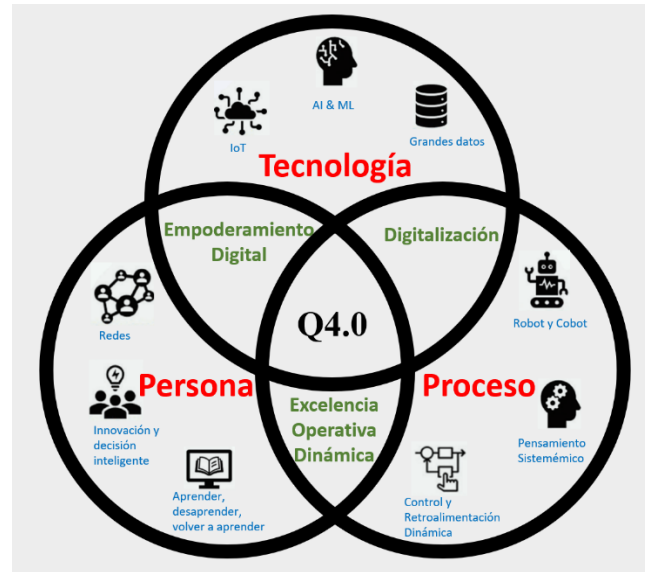 AI & ML
IoT
Grandes datos
Tecnología
Empoderamiento
Digital
Digitalización
Q4.0
Redes
Robot y Cobot
Persona
Proceso
Innovación y
decisión
inteligente
Excelencia
Operativa
Dinámica
Pensamiento
Sistemémico
Aprender,
desaprender,
volver a aprender
Control y
Retroalimentación
Dinámica